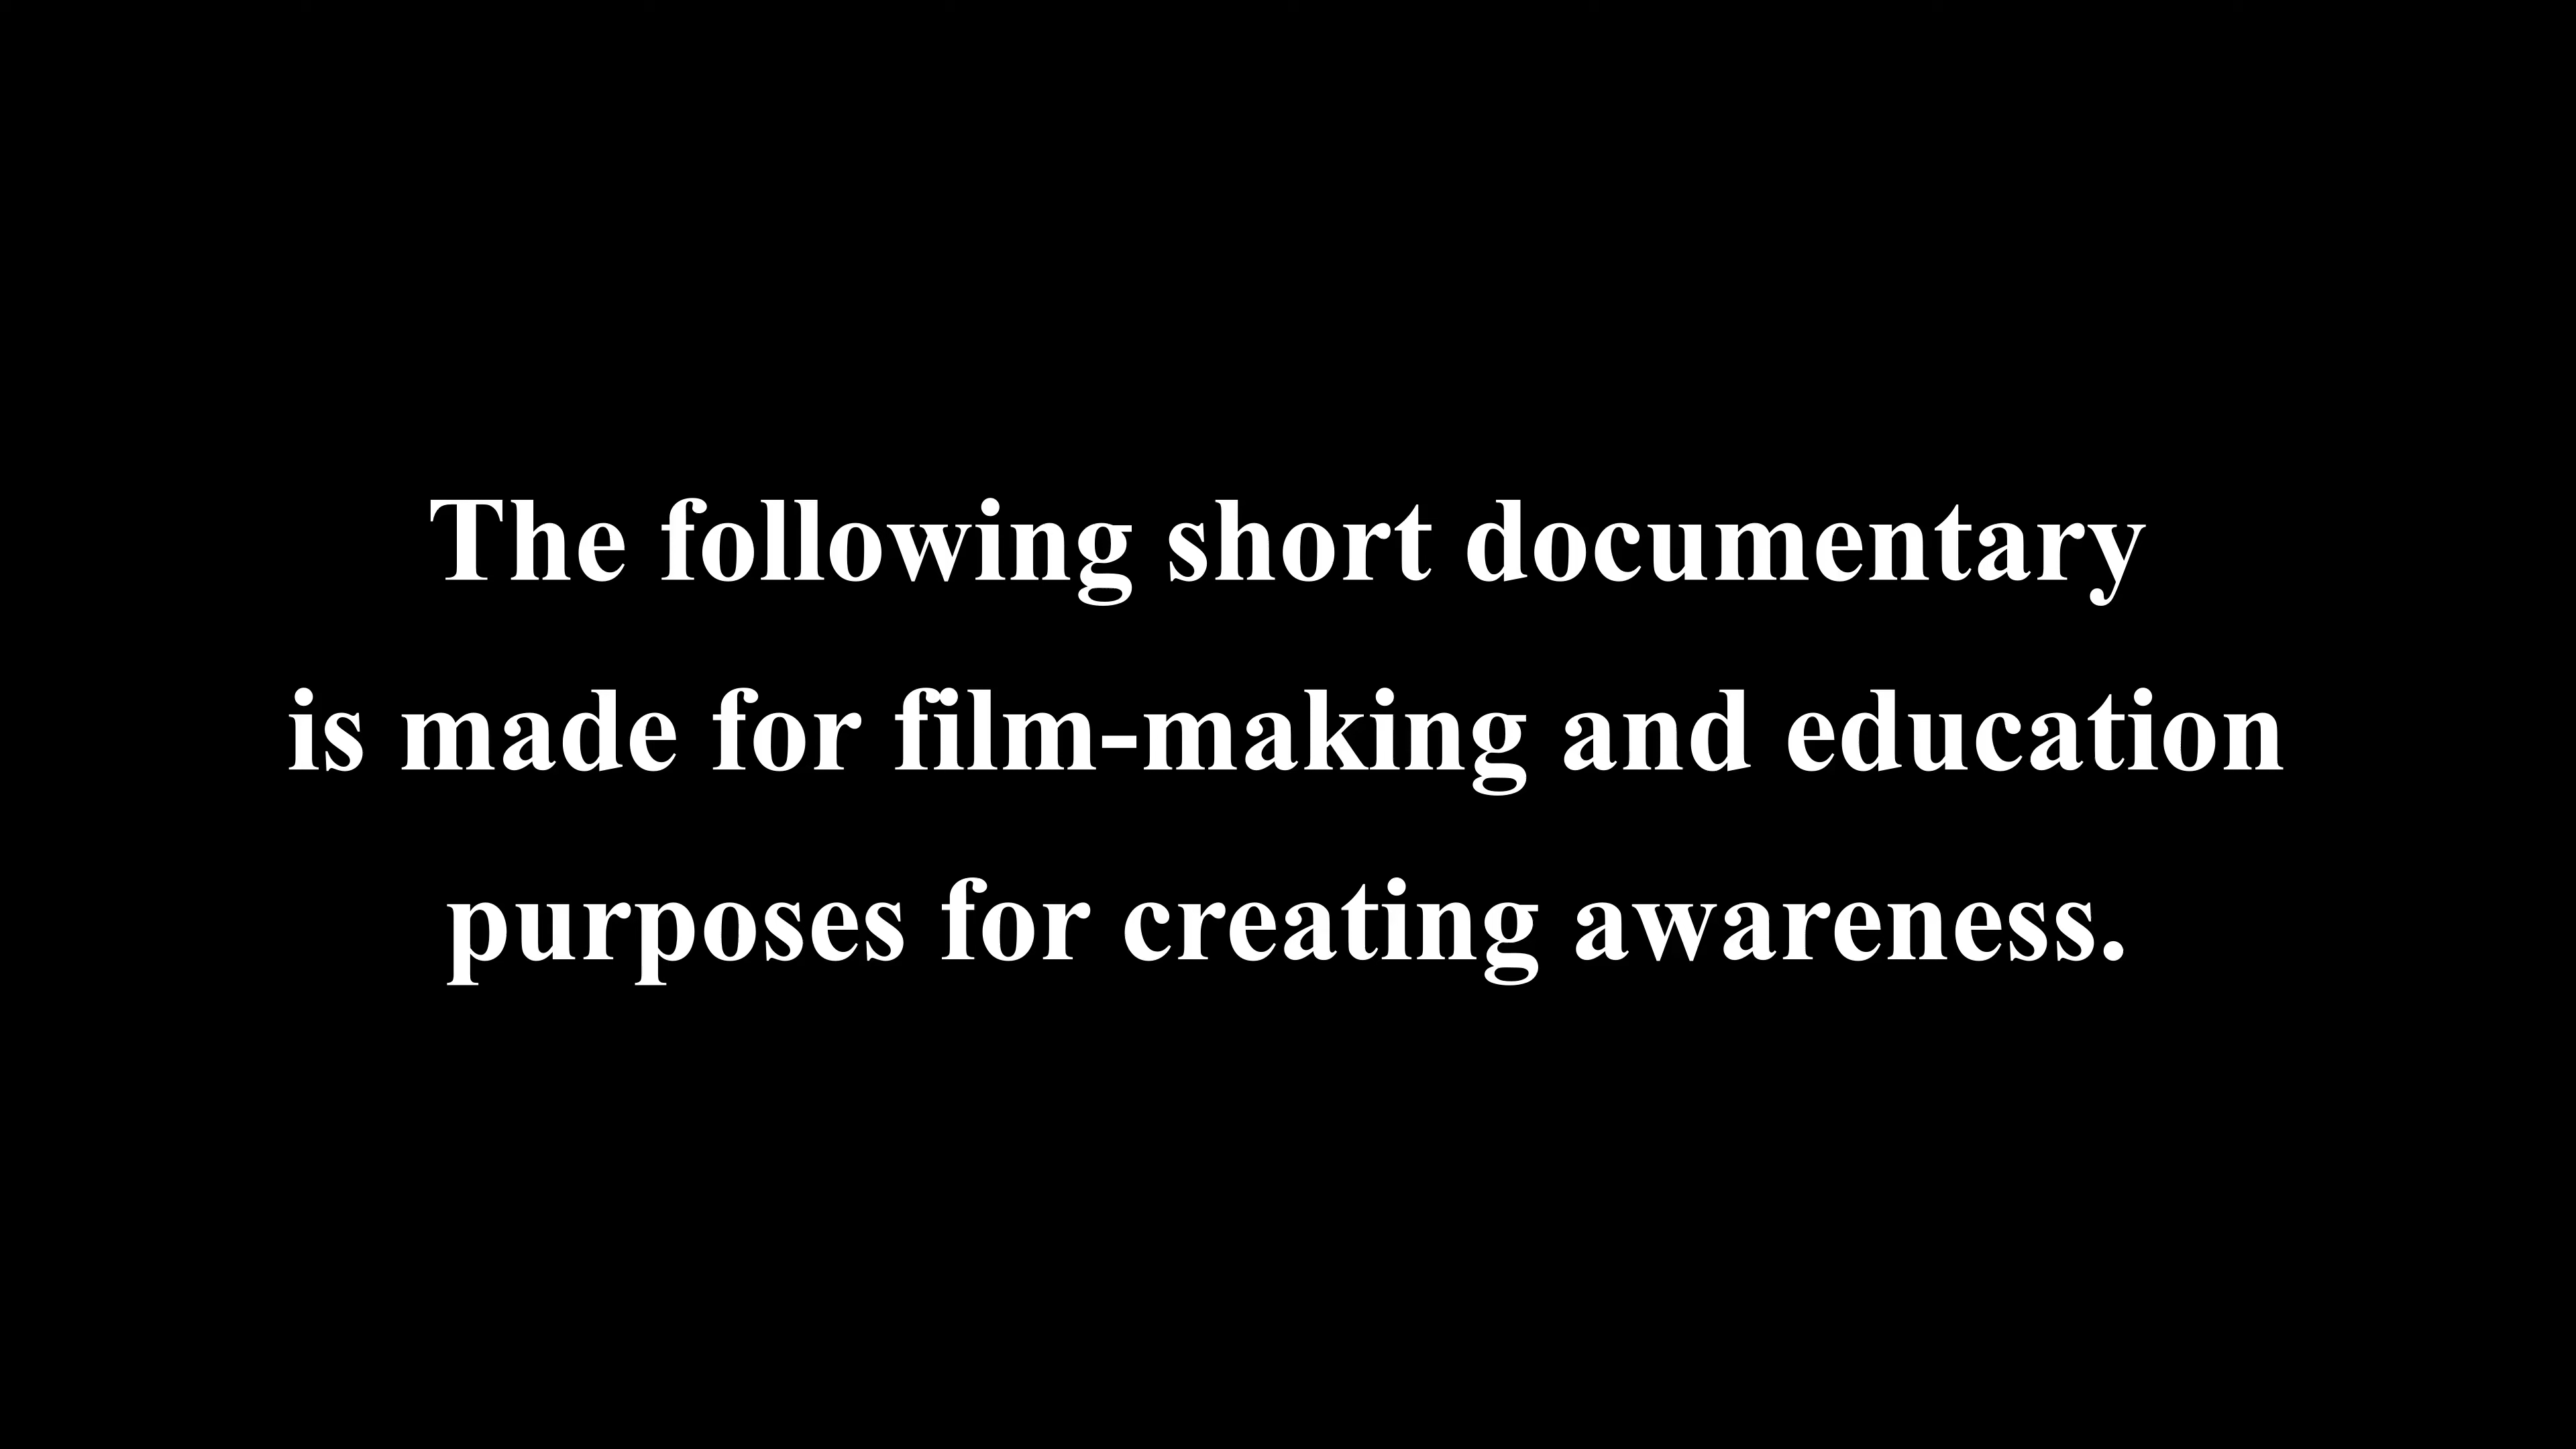 The following short documentary
is made for film-making and education
purposes for creating awareness.